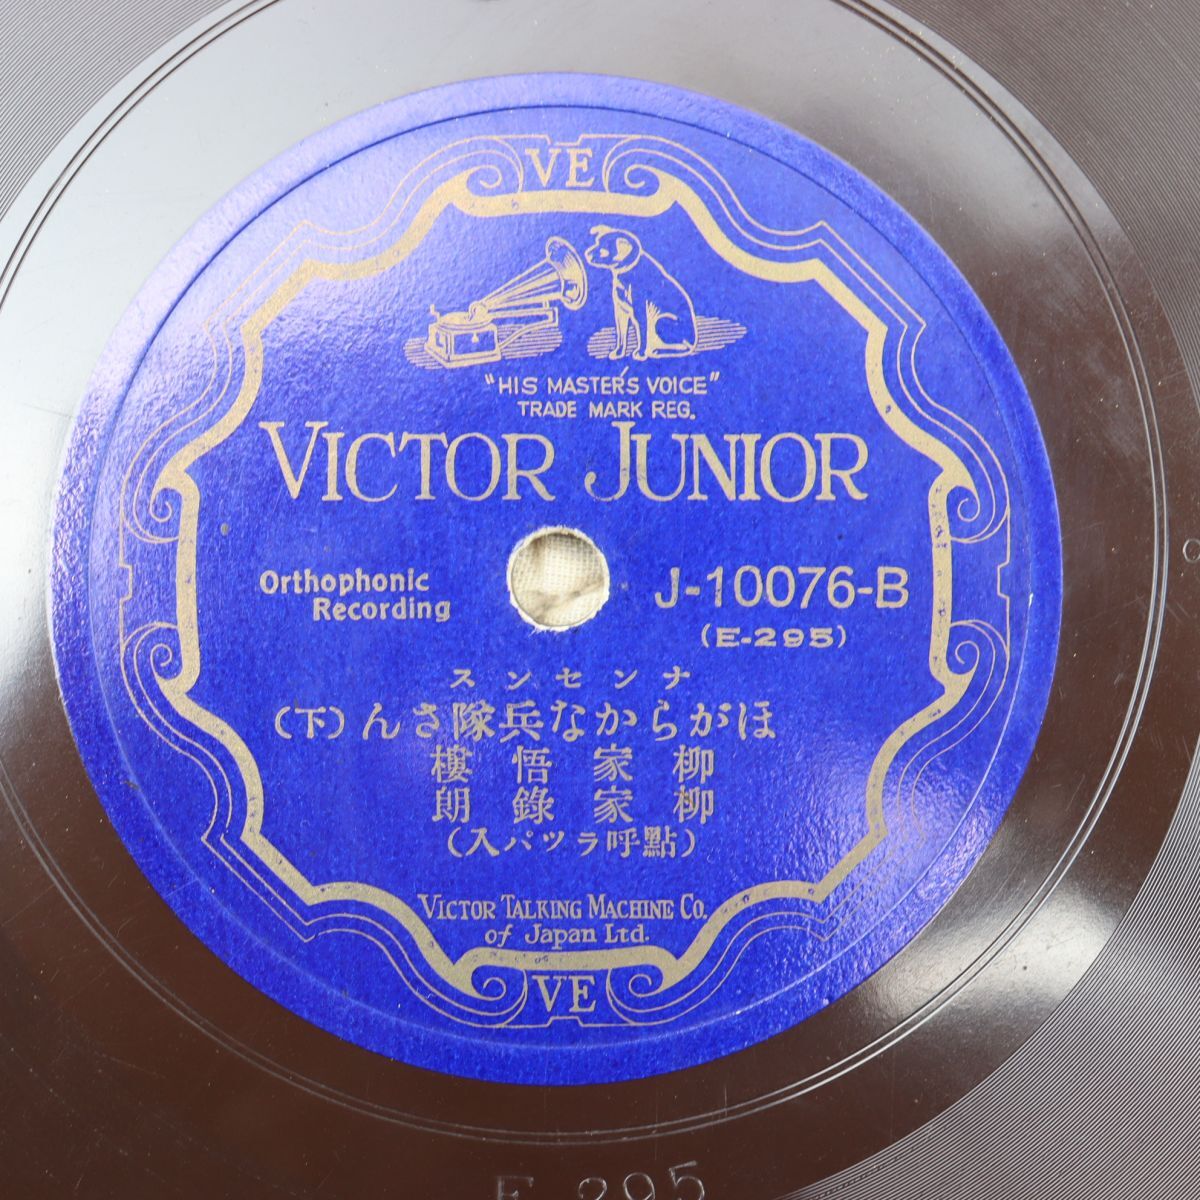 VE
"HIS MASTER'S VOICE"
TRADE MARK REG.
VICTOR JUNIOR
Orthophonic
Recording
J-10076-B
(E-295)
ナンセンス
ほがらかな兵隊さん(下)
柳家悟樓
柳家錄朗
(點呼ラツパ入)
VICTOR TALKING MACHINE CO.
of Japan Ltd.
VE
E 295